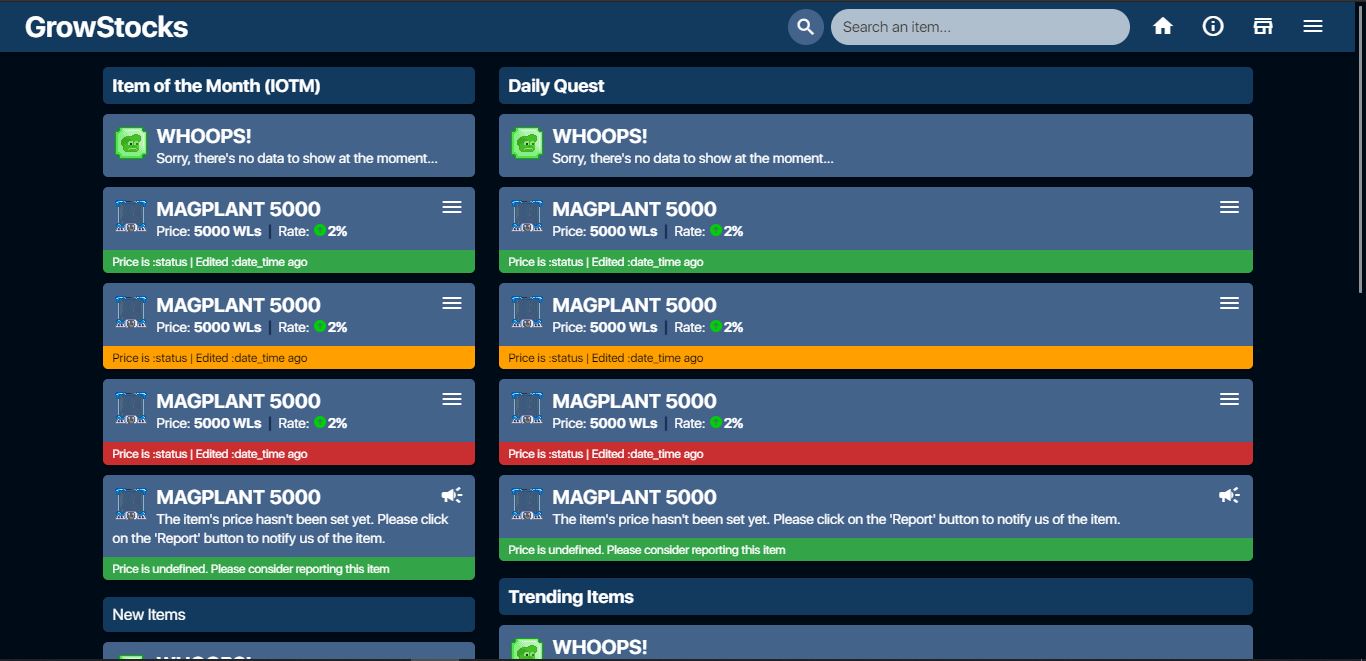 GrowStocks
Search an item...
Item of the Month (IOTM)
WHOOPS!
Sorry, there's no data to show at the moment...
MAGPLANT 5000
Price: 5000 WLs | Rate: 2%
Price is :status | Edited :date_time ago
MAGPLANT 5000
Price: 5000 WLs | Rate: 2%
Price is :status | Edited :date_time ago
MAGPLANT 5000
Price: 5000 WLs | Rate: 2%
Price is :status | Edited :date_time ago
MAGPLANT 5000
The item's price hasn't been set yet. Please click
on the 'Report' button to notify us of the item.
Price is undefined. Please consider reporting this item
New Items
WHOOPS!
Daily Quest
WHOOPS!
Sorry, there's no data to show at the moment...
MAGPLANT 5000
Price: 5000 WLs | Rate: 2%
Price is :status | Edited :date_time ago
MAGPLANT 5000
Price: 5000 WLs | Rate: 2%
Price is :status | Edited :date_time ago
MAGPLANT 5000
Price: 5000 WLs | Rate: 2%
Price is :status | Edited :date_time ago
MAGPLANT 5000
The item's price hasn't been set yet. Please click on the 'Report' button to notify us of the item.
Price is undefined. Please consider reporting this item
Trending Items
WHOOPS!